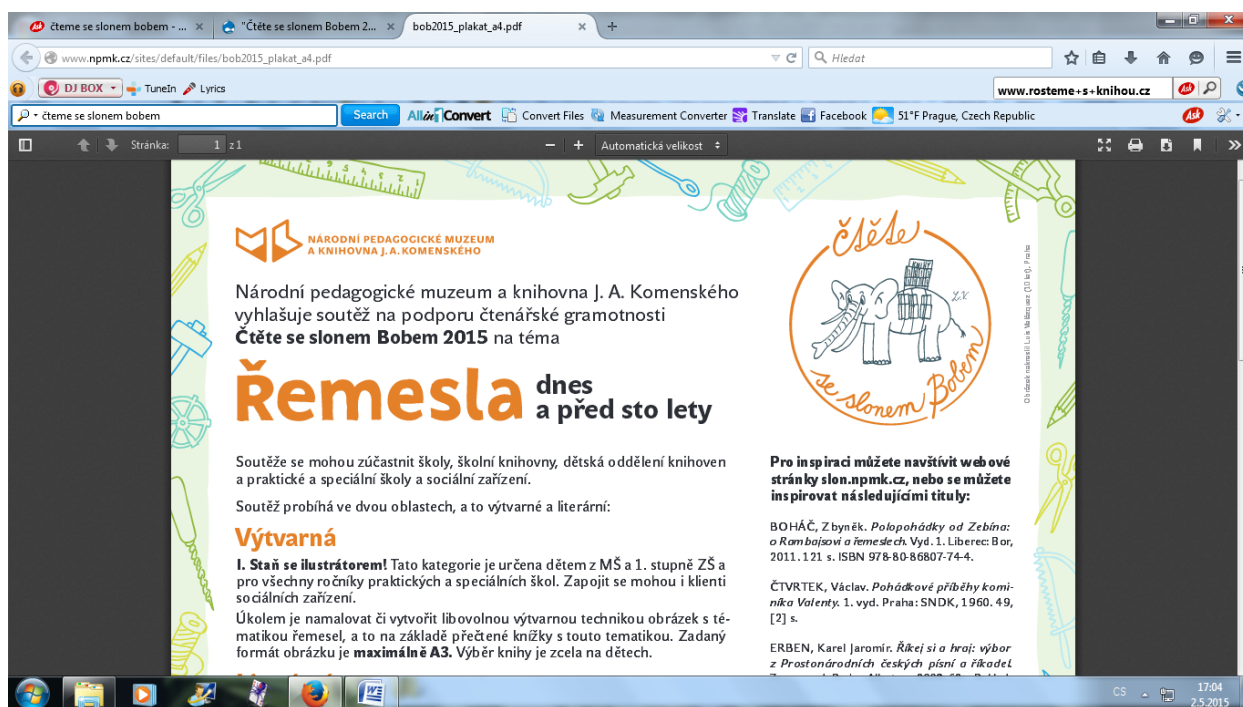 čteme se slonem bobem - ...
"Čtěte se slonem Bobem 2...
bob2015_plakat_a4.pdf
www.npmk.cz/sites/default/files/bob2015_plakat_a4.pdf
Hledat
DJ BOX
TuneIn
Lyrics
www.rosteme+s+knihou.cz
Ask
čteme se slonem bobem
Search
Allin1Convert
Convert Files
Measurement Converter
Translate
Facebook
51°F Prague, Czech Republic
Ask
Stránka: 1 z 1
Automatická velikost
NÁRODNÍ PEDAGOGICKÉ MUZEUM
A KNIHOVNA J. A. KOMENSKÉHO
Národní pedagogické muzeum a knihovna J. A. Komenského
vyhlašuje soutěž na podporu čtenářské gramotnosti
Čtěte se slonem Bobem 2015 na téma
Řemesla dnes
a před sto lety
Soutěže se mohou zúčastnit školy, školní knihovny, dětská oddělení knihoven
a praktické a speciální školy a sociální zařízení.
Soutěž probíhá ve dvou oblastech, a to výtvarné a literární:
Výtvarná
I. Staň se ilustrátorem! Tato kategorie je určena dětem z MŠ a 1. stupně ZŠ a
pro všechny ročníky praktických a speciálních škol. Zapojit se mohou i klienti
sociálních zařízení.
Úkolem je namalovat či vytvořit libovolnou výtvarnou technikou obrázek s té-
matikou řemesel, a to na základě přečtené knížky s touto tematikou. Zadaný
formát obrázku je maximálně A3. Výběr knihy je zcela na dětech.
čtěte
KNIHY
se slonem Bobem
Pro inspiraci můžete navštívit webové
stránky slon.npmk.cz, nebo se můžete
inspirovat následujícími tituly:
BOHÁČ, Zbyněk. Polopohádky od Zebína:
o Rambajsovi a řemeslech. Vyd. 1. Liberec: Bor,
2011. 121 s. ISBN 978-80-86807-74-4.
ČTVRTEK, Václav. Pohádkové příběhy komi-
níka Valenty. 1. vyd. Praha: SNDK, 1960. 49,
[2] s.
ERBEN, Karel Jaromír. Říkej si a hraj: výbor
z Prostonárodních českých písní a říkadel.
CS
17:04
2.5.2015